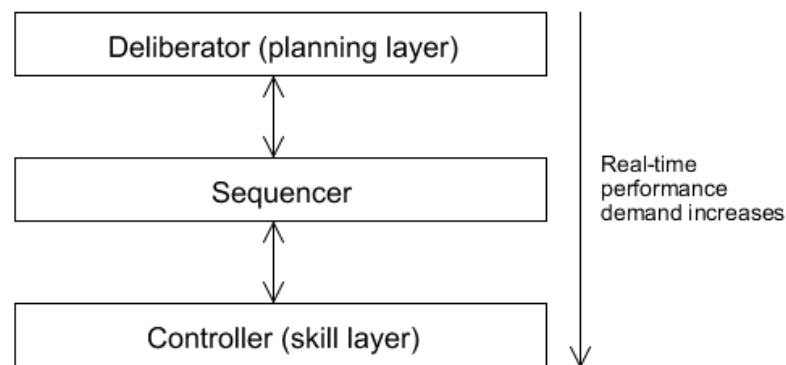 Deliberator (planning layer)
Sequencer
Real-time
performance
demand increases
Controller (skill layer)